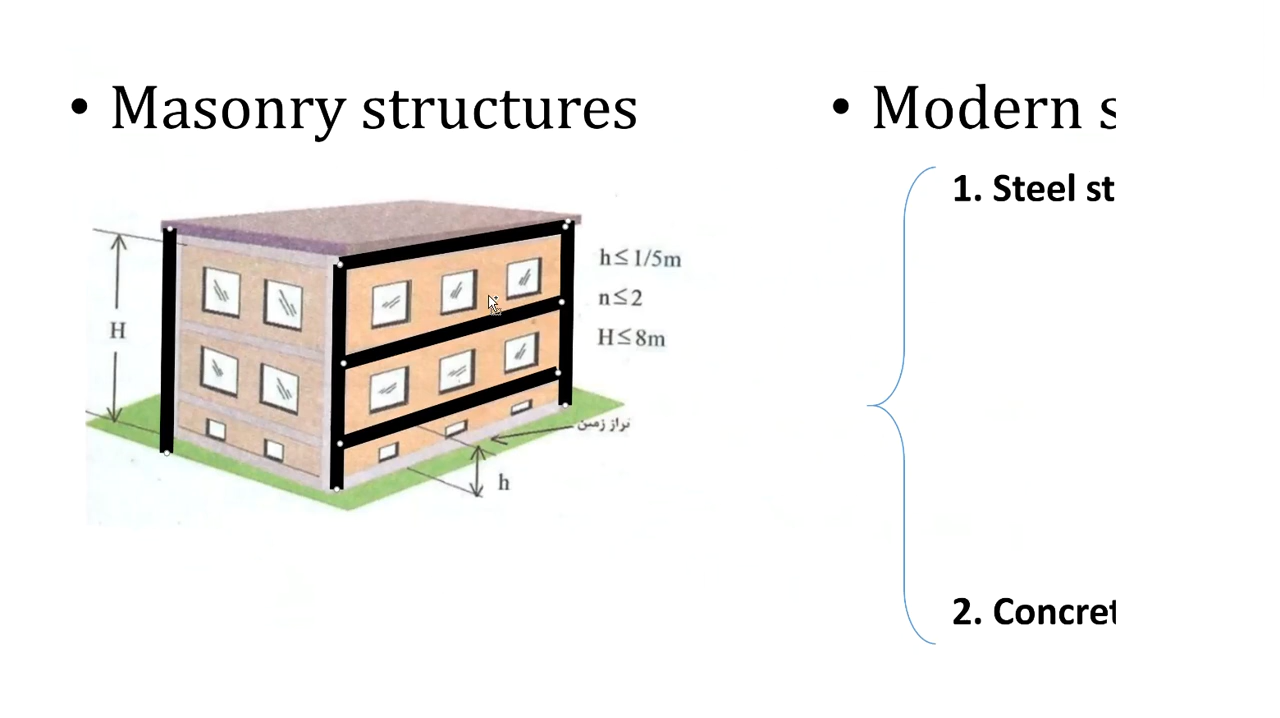 • Masonry structures
• Modern s
1. Steel st
h≤1/5m
n≤2
H≤8m
H
تراز زمین
h
2. Concret